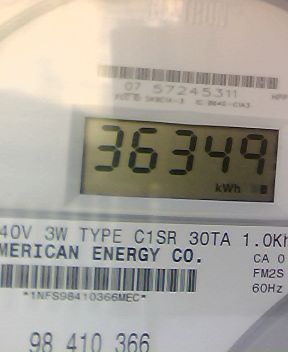 07 57245311
36349
kWh
40V 3W TYPE C1SR 30TA 1.0Kh
MERICAN ENERGY CO.
CA 0
FM2S
60Hz
*1NFS98410366MEC*
98 410 366